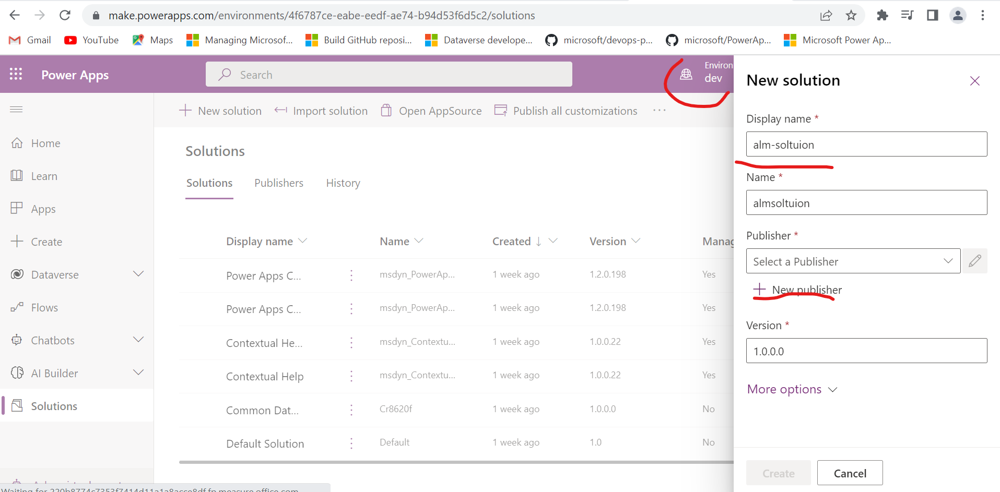 make.powerapps.com/environments/4f6787ce-eabe-eedf-ae74-b94d53f6d5c2/solutions
Gmail YouTube Maps Managing Microsof... Build GitHub reposi... Dataverse develope... microsoft/devops-p... microsoft/PowerAp... Microsoft Power Ap...
Power Apps
Search
Environ
dev
New solution Import solution Open AppSource Publish all customizations ...
Home
Learn
Apps
Create
Dataverse
Flows
Chatbots
AI Builder
Solutions
Solutions
Solutions Publishers History
Display name Name Created Version Manag
Power Apps C... msdyn_PowerAp... 1 week ago 1.2.0.198 Yes
Power Apps C... msdyn_PowerAp... 1 week ago 1.2.0.198 Yes
Contextual He... msdyn_Contextu... 1 week ago 1.0.0.22 Yes
Contextual Help msdyn_Contextu... 1 week ago 1.0.0.22 Yes
Common Dat... Cr8620f 1 week ago 1.0.0.0 No
Default Solution Default 1 week ago 1.0 No
New solution
Display name *
alm-soltuion
Name *
almsoltuion
Publisher *
Select a Publisher
New publisher
Version *
1.0.0.0
More options
Create Cancel